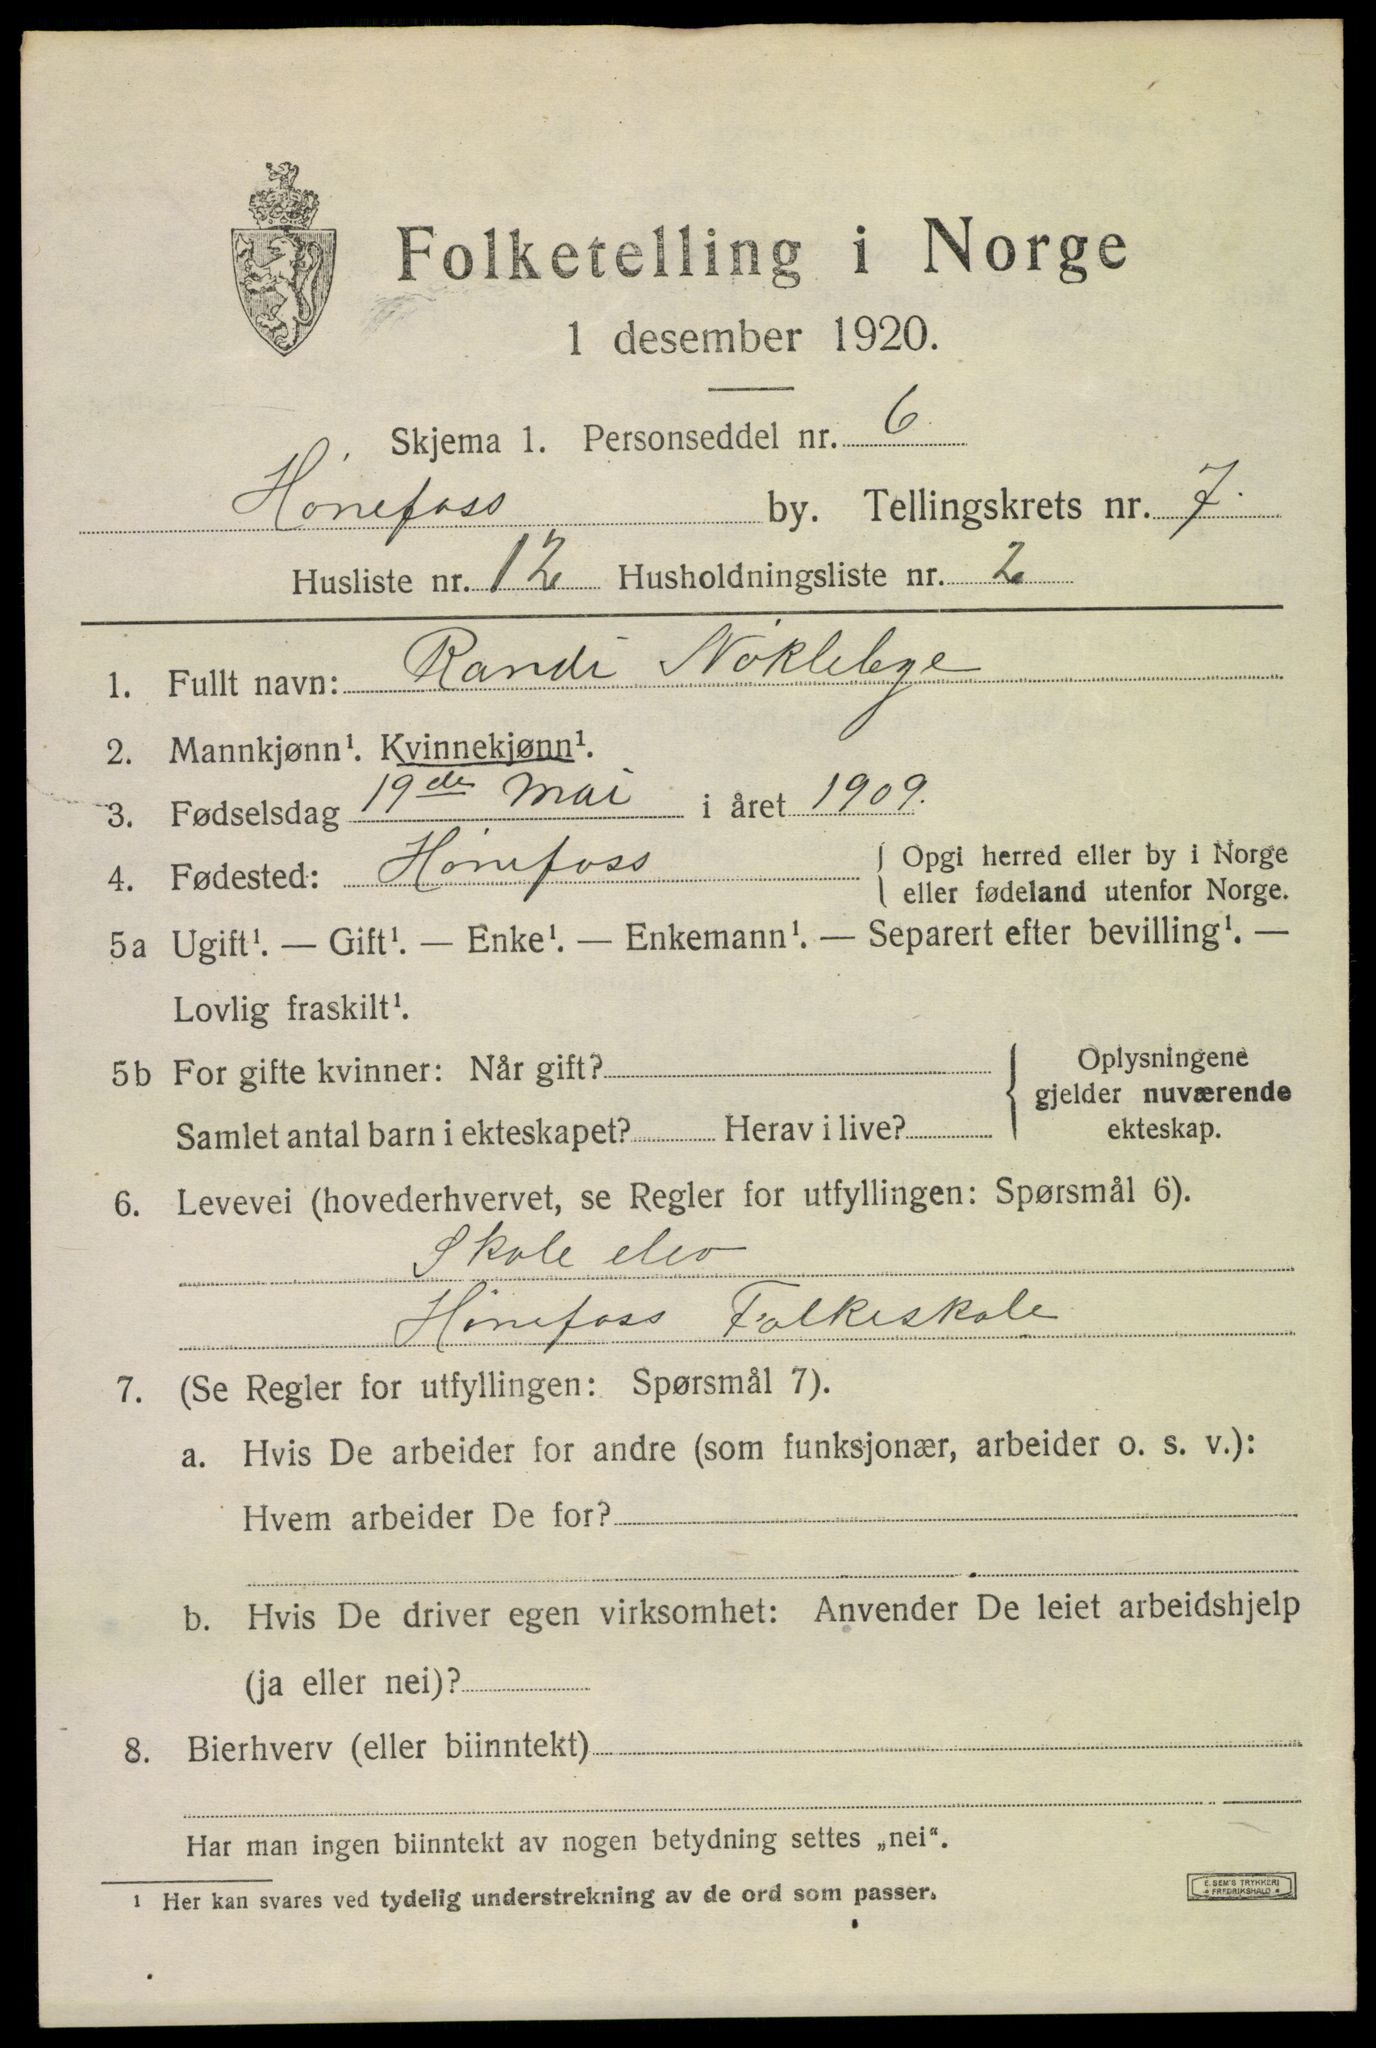 Folketelling i Norge
1 desember 1920.
Skjema 1. Personseddel nr. 6
Hønefoss by. Tellingskrets nr. 7.
Husliste nr. 12 Husholdningsliste nr. 2
1. Fullt navn: Randi Nøkleby
2. Mannkjønn¹. Kvinnekjønn¹.
3. Fødselsdag 19de Mai i året 1909.
4. Fødested: Hønefoss { Opgi herred eller by i Norge
eller fødeland utenfor Norge.
5a Ugift¹. — Gift¹. — Enke¹. — Enkemann¹. — Separert efter bevilling¹. —
Lovlig fraskilt¹.
5b For gifte kvinner: Når gift? { Oplysningene
gjelder nuværende
Samlet antal barn i ekteskapet? Herav i live? ekteskap.
6. Levevei (hovederhvervet, se Regler for utfyllingen: Spørsmål 6).
Skole elev
Hønefoss Folkeskole
7. (Se Regler for utfyllingen: Spørsmål 7).
a. Hvis De arbeider for andre (som funksjonær, arbeider o. s. v.):
Hvem arbeider De for?
b. Hvis De driver egen virksomhet: Anvender De leiet arbeidshjelp
(ja eller nei)?
8. Bierhverv (eller biinntekt)
Har man ingen biinntekt av nogen betydning settes „nei“.
¹ Her kan svares ved tydelig understrekning av de ord som passer.
E. SEM'S TRYKKERI
• FREDRIKSHALD •